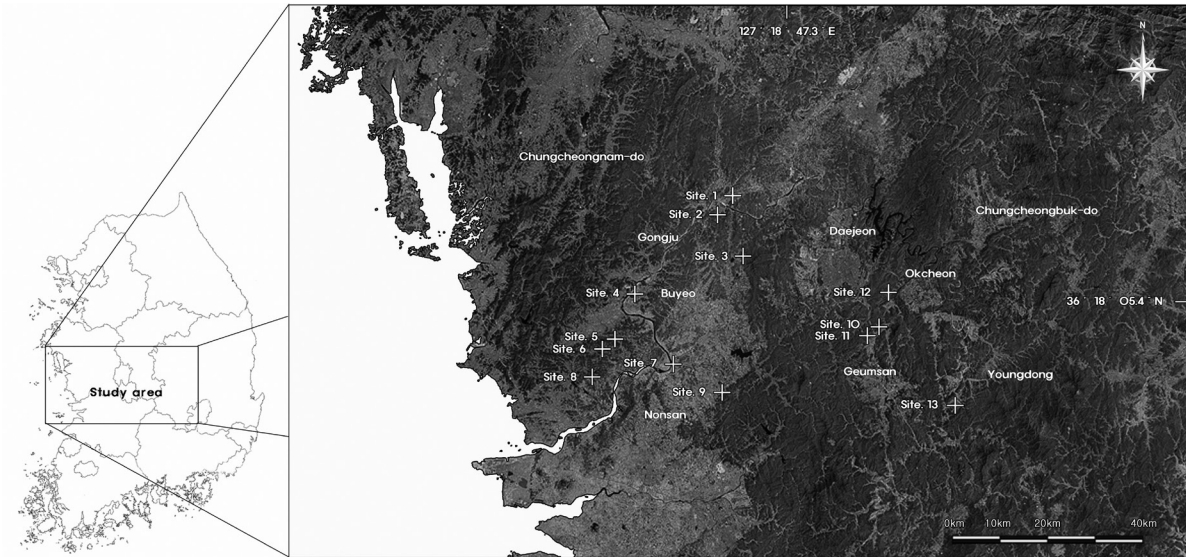 127 18 47.3 E
N
Chungcheongnam-do
Site. 1
Site. 2
Chungcheongbuk-do
Gongju
Daejeon
Site. 3
Okcheon
Site. 4
Buyeo
Site. 12
36 18 05.4 N
Site. 10
Site. 5
Site. 11
Site. 6
Site. 7
Geumsan
Youngdong
Site. 8
Study area
Site. 9
Site. 13
Nonsan
0km 10km 20km 40km